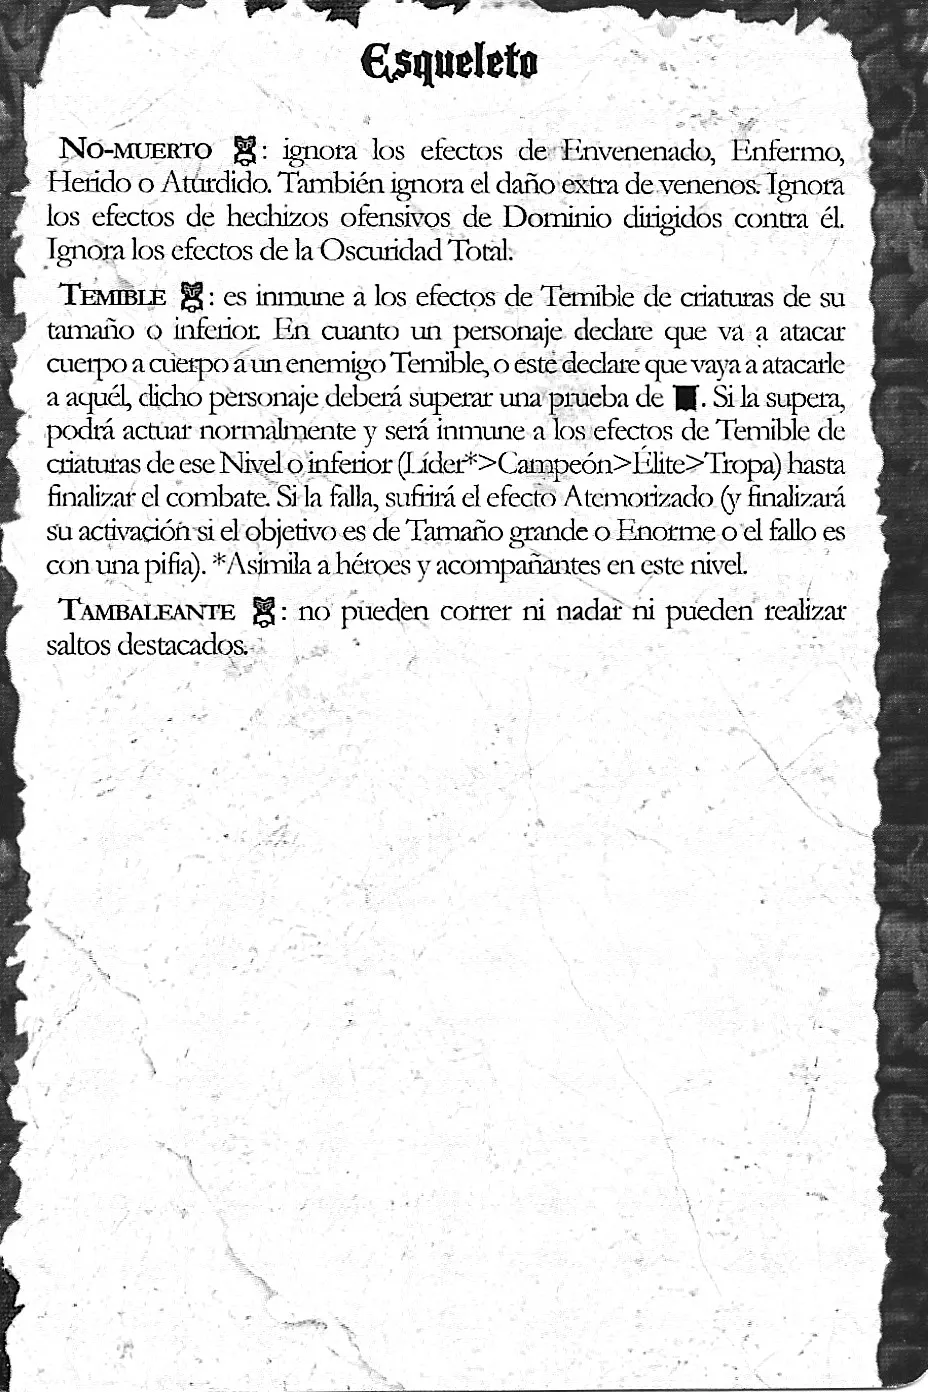 Esqueleto
No-muerto : ignora los efectos de Envenenado, Enfermo,
Herido o Aturdido. También ignora el daño extra de venenos. Ignora
los efectos de hechizos ofensivos de Dominio dirigidos contra él.
Ignora los efectos de la Oscuridad Total.
Temible : es inmune a los efectos de Temible de criaturas de su
tamaño o inferior. En cuanto un personaje declare que va a atacar
cuerpo a cuerpo a un enemigo Temible, o esté declare que vaya a atacarle
a aquél, dicho personaje deberá superar una prueba de . Si la supera,
podrá actuar normalmente y será inmune a los efectos de Temible de
criaturas de ese Nivel o inferior (Líder*>Campeón>Élite>Tropa) hasta
finalizar el combate. Si la falla, sufrirá el efecto Atemorizado (y finalizará
su activación si el objetivo es de Tamaño grande o Enorme o el fallo es
con una pifia). *Asimila a héroes y acompañantes en este nivel.
Tambaleante : no pueden correr ni nadar ni pueden realizar
saltos destacados.